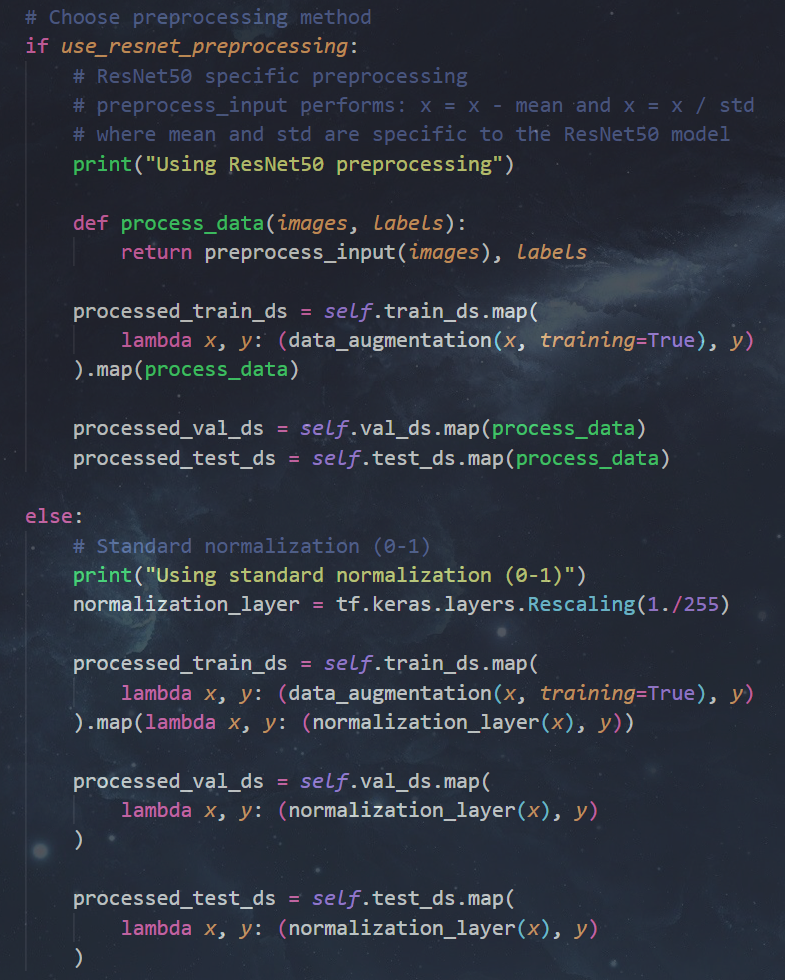 # Choose preprocessing method
if use_resnet_preprocessing:
    # ResNet50 specific preprocessing
    # preprocess_input performs: x = x - mean and x = x / std
    # where mean and std are specific to the ResNet50 model
    print("Using ResNet50 preprocessing")

    def process_data(images, labels):
        return preprocess_input(images), labels

    processed_train_ds = self.train_ds.map(
        lambda x, y: (data_augmentation(x, training=True), y)
    ).map(process_data)

    processed_val_ds = self.val_ds.map(process_data)
    processed_test_ds = self.test_ds.map(process_data)

else:
    # Standard normalization (0-1)
    print("Using standard normalization (0-1)")
    normalization_layer = tf.keras.layers.Rescaling(1./255)

    processed_train_ds = self.train_ds.map(
        lambda x, y: (data_augmentation(x, training=True), y)
    ).map(lambda x, y: (normalization_layer(x), y))

    processed_val_ds = self.val_ds.map(
        lambda x, y: (normalization_layer(x), y)
    )

    processed_test_ds = self.test_ds.map(
        lambda x, y: (normalization_layer(x), y)
    )